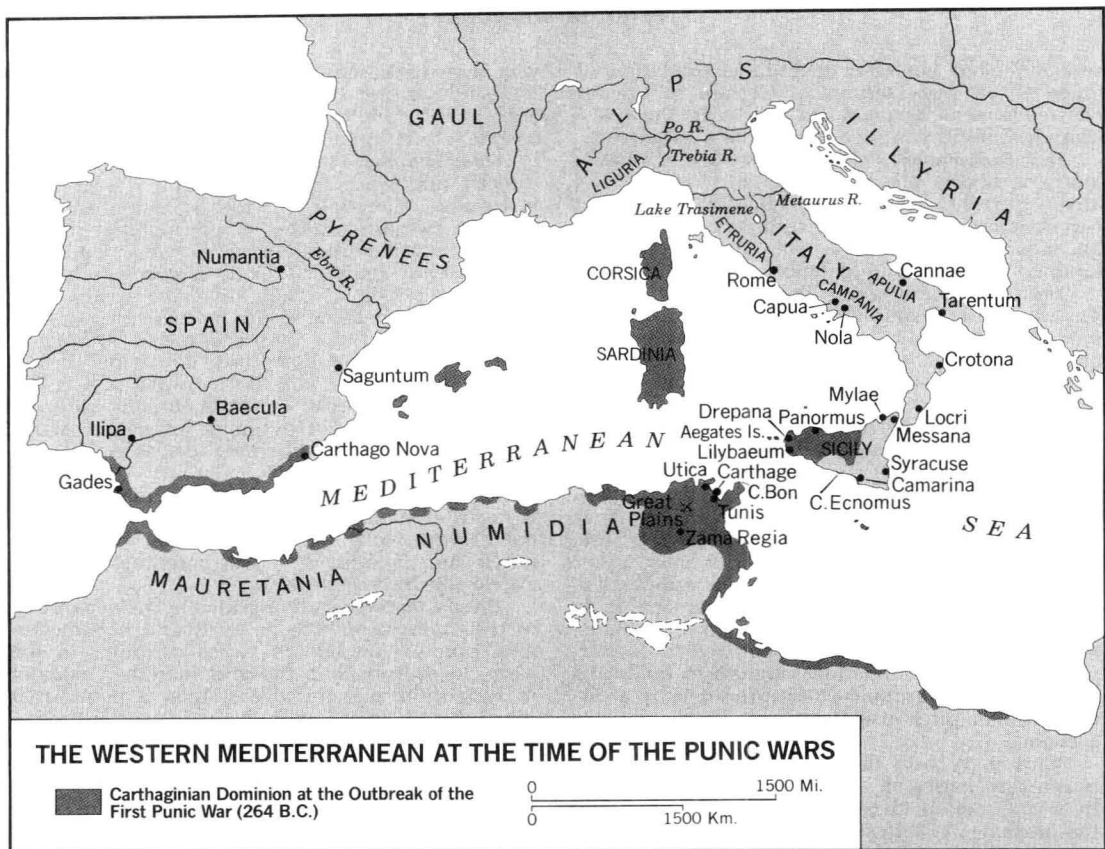 ALPS
GAUL
ILLYRIA
Po R.
Trebia R.
LIGURIA
Metaurus R.
Lake Trasimene
PYRENEES
ETRURIA
ITALY
Numantia
Ebro R.
CORSICA
Rome
APULIA
Cannae
CAMPANIA
Capua
Tarentum
Nola
SPAIN
SARDINIA
Saguntum
Crotona
Baecula
Mylae
Ilipa
Drepana
Panormus
Locri
Aegates Is.
Messana
Carthago Nova
Lilybaeum
SICILY
MEDITERRANEAN
Utica
Carthage
Syracuse
Gades
C. Bon
Camarina
Great
Plains
Tunis
C. Ecnomus
SEA
NUMIDIA
Zama Regia
MAURETANIA
THE WESTERN MEDITERRANEAN AT THE TIME OF THE PUNIC WARS
Carthaginian Dominion at the Outbreak of the
First Punic War (264 B.C.)
0 1500 Mi.
0 1500 Km.